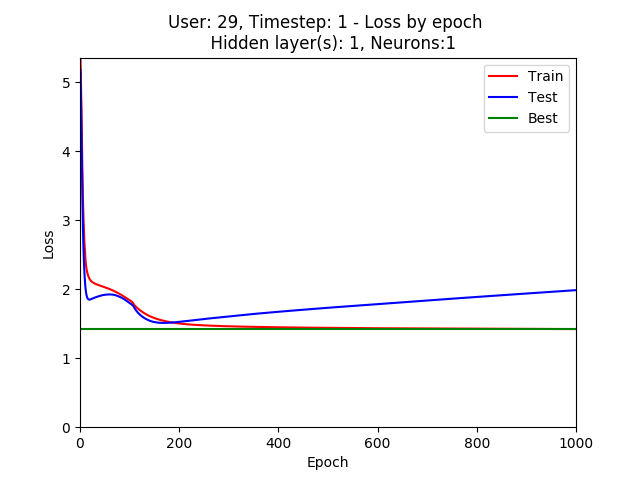 User: 29, Timestep: 1 - Loss by epoch
Hidden layer(s): 1, Neurons:1
Train
Test
Best
5
4
3
2
1
0
Loss
0
200
400
600
800
1000
Epoch